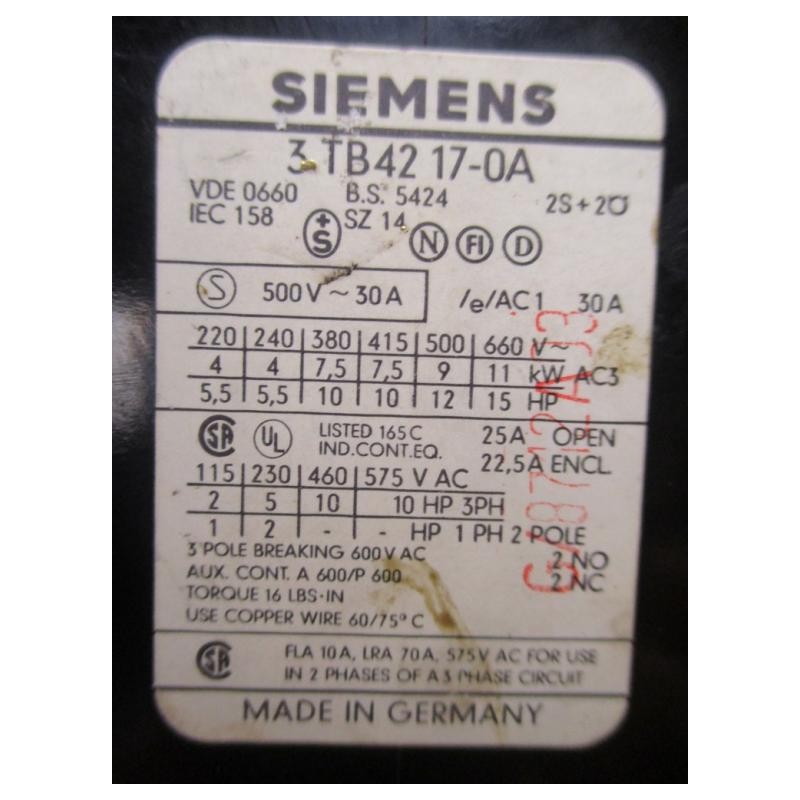 SIEMENS
3 TB42 17-0A
VDE 0660 B.S. 5424 2S+2Ö
IEC 158 +S SZ 14 N FI D
S 500V~30A Ie/AC1 30A
220 | 240 | 380 | 415 | 500 | 660 V~
4 | 4 | 7,5 | 7,5 | 9 | 11 kW AC3
5,5 | 5,5 | 10 | 10 | 12 | 15 HP
SA UL LISTED 165C 25A OPEN
IND.CONT.EQ. 22,5A ENCL.
115 | 230 | 460 | 575 V AC
2 | 5 | 10 | 10 HP 3PH
1 | 2 | - | - HP 1 PH 2 POLE
3 POLE BREAKING 600V AC 2 NO
AUX. CONT. A 600/P 600 2 NC
TORQUE 16 LBS·IN
USE COPPER WIRE 60/75°C
SA FLA 10A, LRA 70A, 575V AC FOR USE
IN 2 PHASES OF A 3 PHASE CIRCUIT
MADE IN GERMANY